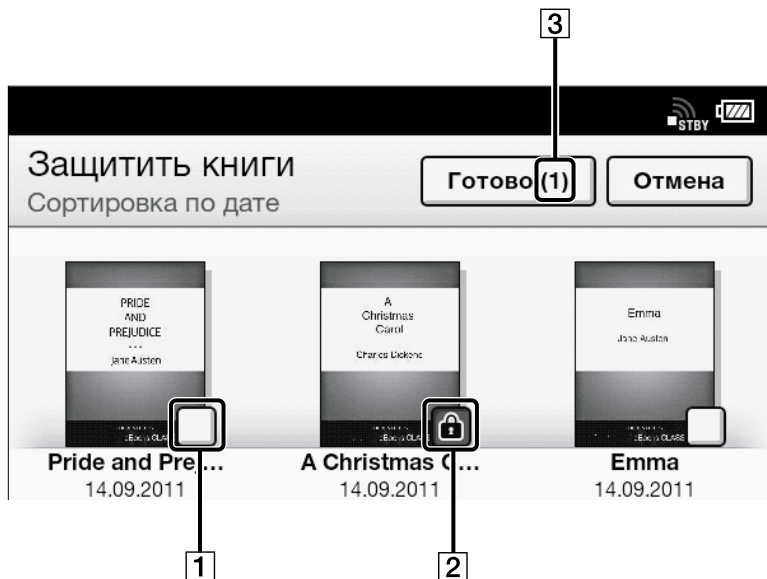 3
STBY
Защитить книги
Готово (1)
Отмена
Сортировка по дате
PRIDE
AND
PREJUDICE
---
Jane Austen
A
Christmas
Carol
Charles Dickens
Emma
Jane Austen
Pride and Prej…
A Christmas C…
Emma
14.09.2011
14.09.2011
14.09.2011
1
2